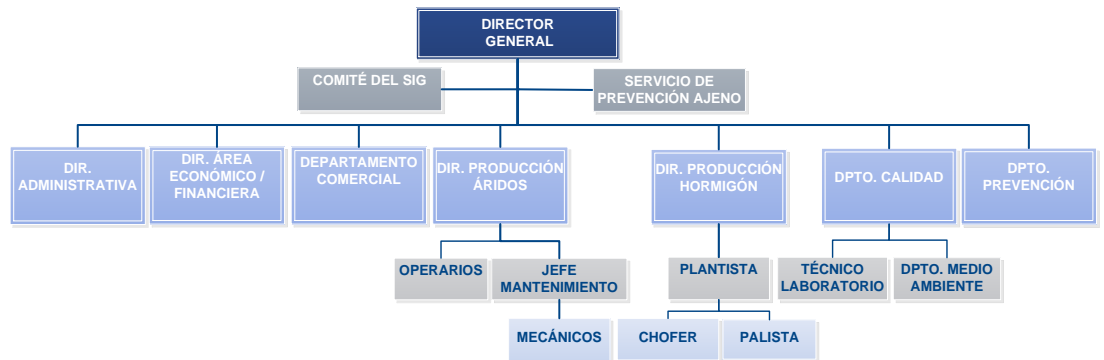 DIRECTOR
GENERAL
COMITÉ DEL SIG
SERVICIO DE
PREVENCIÓN AJENO
DIR.
ADMINISTRATIVA
DIR. ÁREA
ECONÓMICO /
FINANCIERA
DEPARTAMENTO
COMERCIAL
DIR. PRODUCCIÓN
ÁRIDOS
DIR. PRODUCCIÓN
HORMIGÓN
DPTO. CALIDAD
DPTO.
PREVENCIÓN
OPERARIOS
JEFE
MANTENIMIENTO
PLANTISTA
TÉCNICO
LABORATORIO
DPTO. MEDIO
AMBIENTE
MECÁNICOS
CHOFER
PALISTA